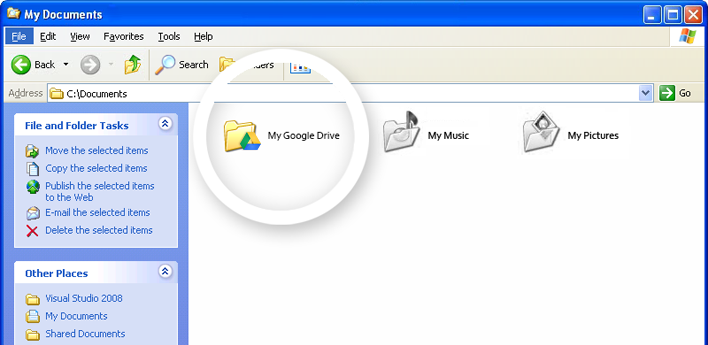 My Documents
File Edit View Favorites Tools Help
Back Search
Address C:\Documents Go
File and Folder Tasks
Move the selected items
Copy the selected items
Publish the selected items
to the Web
E-mail the selected items
Delete the selected items
My Google Drive My Music My Pictures
Other Places
Visual Studio 2008
My Documents
Shared Documents